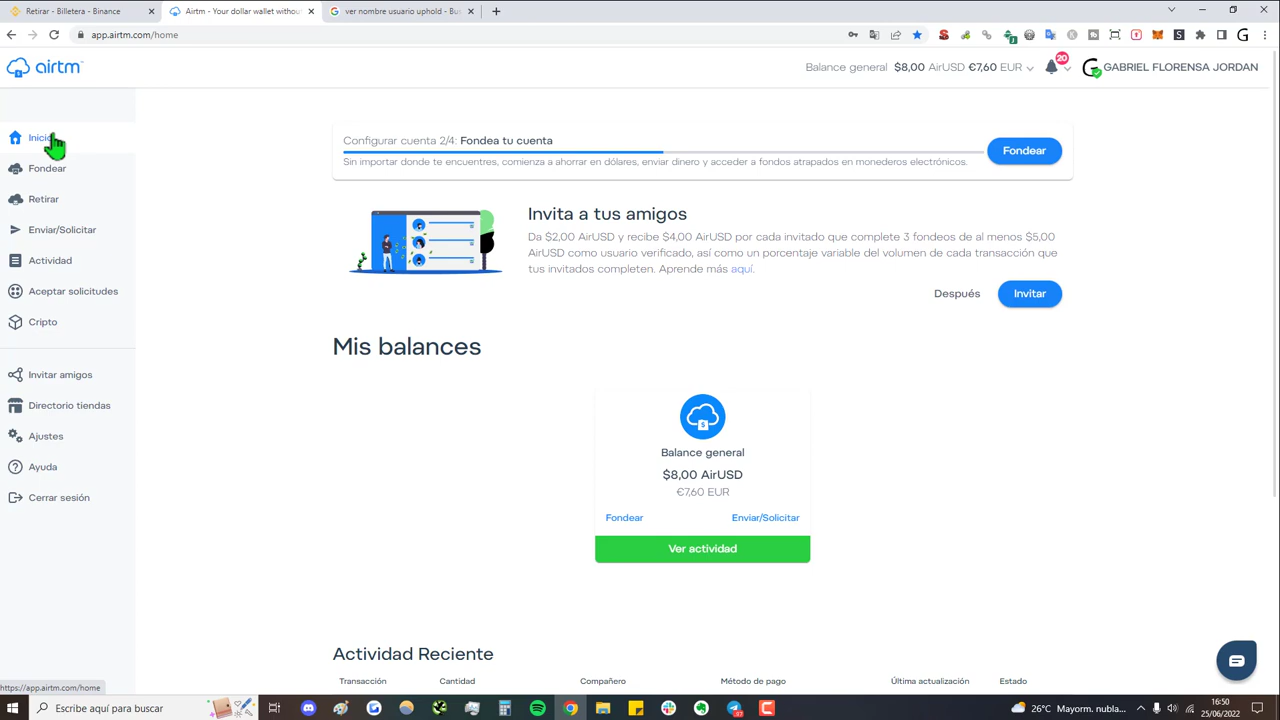 Retirar - Billetera - Binance
Airtm - Your dollar wallet withou
ver nombre usuario uphold - Bu
app.airtm.com/home
airtm
Balance general $8,00 AirUSD €7,60 EUR
20
GABRIEL FLORENSA JORDAN
Inicio
Fondear
Retirar
Enviar/Solicitar
Actividad
Aceptar solicitudes
Cripto
Invitar amigos
Directorio tiendas
Ajustes
Ayuda
Cerrar sesión
Configurar cuenta 2/4: Fondea tu cuenta
Sin importar donde te encuentres, comienza a ahorrar en dólares, enviar dinero y acceder a fondos atrapados en monederos electrónicos.
Fondear
Invita a tus amigos
Da $2,00 AirUSD y recibe $4,00 AirUSD por cada invitado que complete 3 fondeos de al menos $5,00
AirUSD como usuario verificado, así como un porcentaje variable del volumen de cada transacción que
tus invitados completen. Aprende más aquí.
Después
Invitar
Mis balances
Balance general
$8,00 AirUSD
€7,60 EUR
Fondear Enviar/Solicitar
Ver actividad
Actividad Reciente
Transacción Cantidad Compañero Método de pago Última actualización Estado
https://app.airtm.com/home
Escribe aquí para buscar
26°C Mayorm. nubla...
16:50
25/06/2022